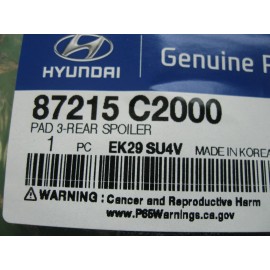 HYUNDAI
Genuine P
87215 C2000
PAD 3-REAR SPOILER
1 PC EK29 SU4V MADE IN KOREA
WARNING: Cancer and Reproductive Harm
www.P65Warnings.ca.gov